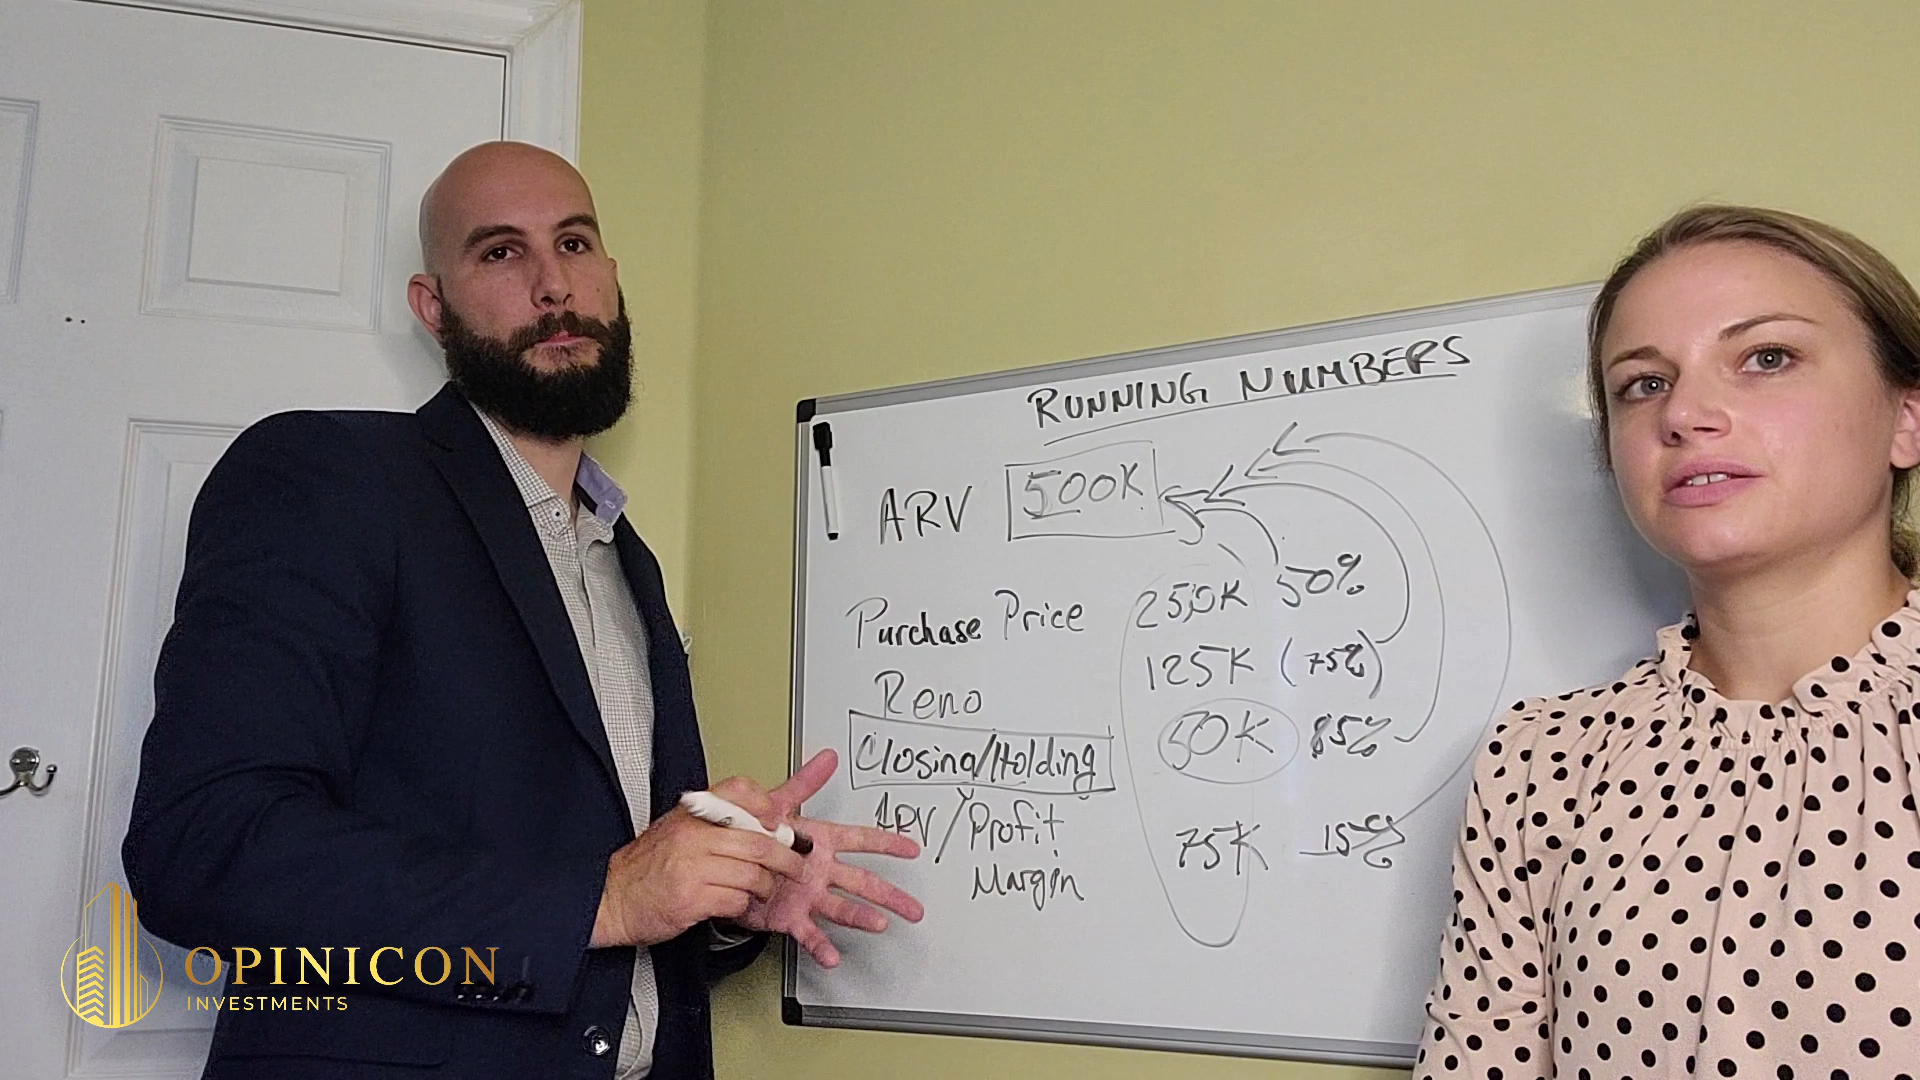 RUNNING NUMBERS
ARV 500K
Purchase Price 250K 50%
Reno 125K (75%)
Closing/Holding 50K 85%
ARV/Profit 75K 15%
Margin
OPINICON
INVESTMENTS